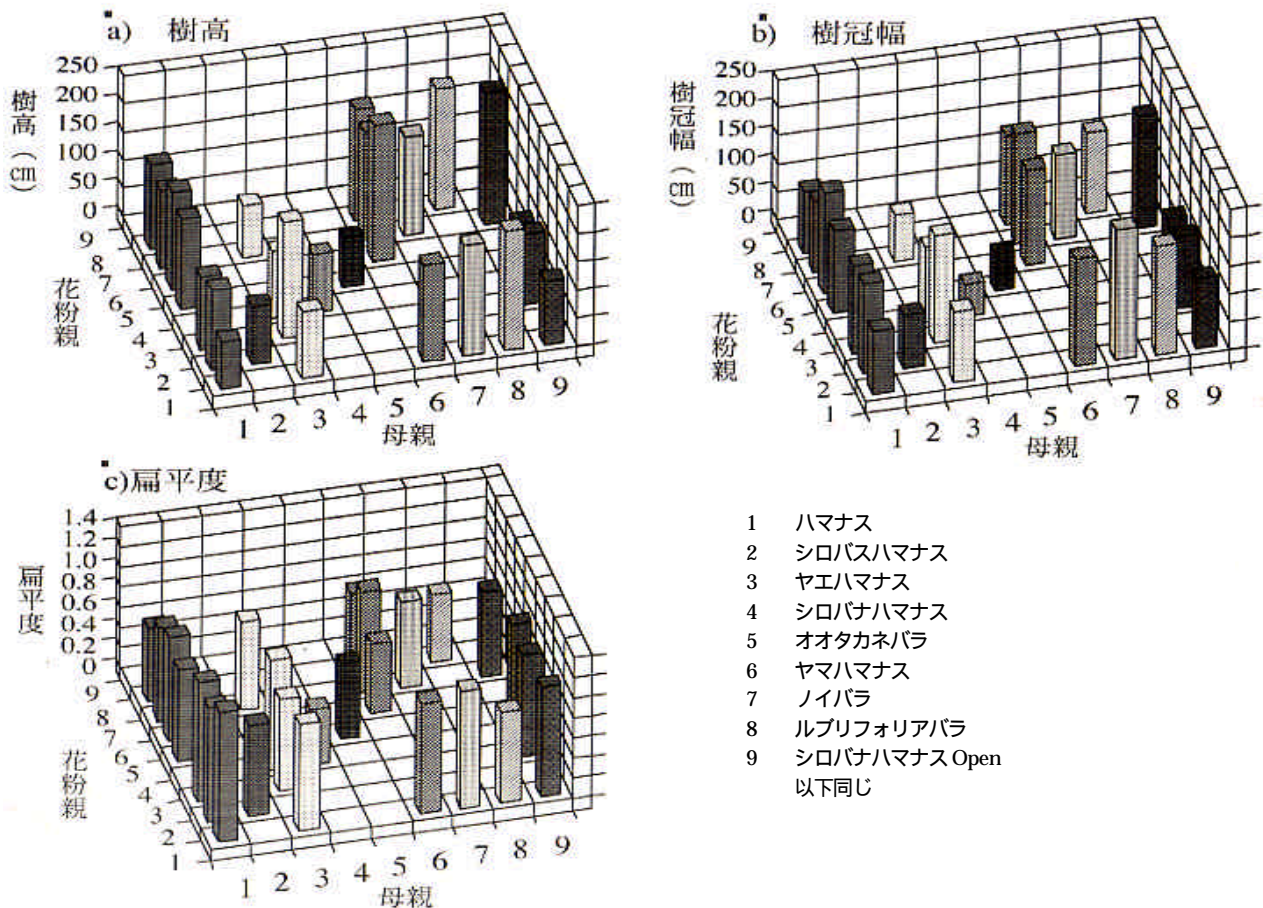 a) 樹高
250
200
150
100
50
0
樹高(㎝)
9
8
7
6
5
4
3
2
1
花粉親
1 2 3 4 5 6 7 8 9
母親
b) 樹冠幅
250
200
150
100
50
0
樹冠幅(㎝)
9
8
7
6
5
4
3
2
1
花粉親
1 2 3 4 5 6 7 8 9
母親
c)扁平度
1.4
1.2
1.0
0.8
0.6
0.4
0.2
0
扁平度
9
8
7
6
5
4
3
2
1
花粉親
1 2 3 4 5 6 7 8 9
母親
1 ハマナス
2 シロバスハマナス
3 ヤエハマナス
4 シロバナハマナス
5 オオタカネバラ
6 ヤマハマナス
7 ノイバラ
8 ルブリフォリアバラ
9 シロバナハマナス Open
以下同じ